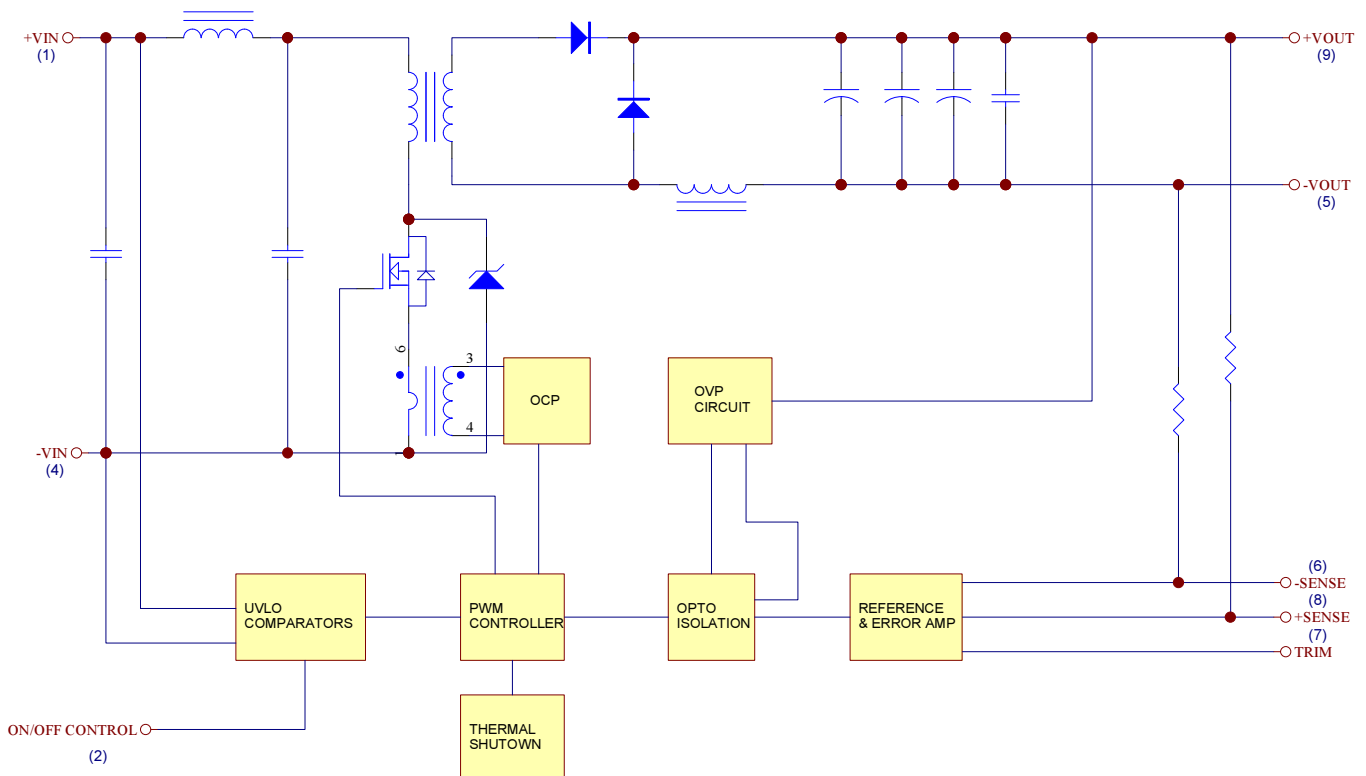 +VIN
(1)
+VOUT
(9)
-VOUT
(5)
6
3
4
OCP
OVP
CIRCUIT
-VIN
(4)
UVLO
COMPARATORS
PWM
CONTROLLER
OPTO
ISOLATION
REFERENCE
& ERROR AMP
(6)
-SENSE
(8)
+SENSE
(7)
TRIM
ON/OFF CONTROL
(2)
THERMAL
SHUTOWN